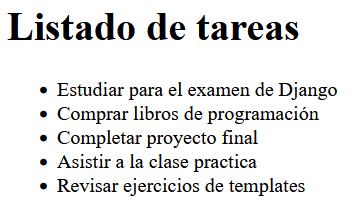 Listado de tareas
Estudiar para el examen de Django
Comprar libros de programación
Completar proyecto final
Asistir a la clase practica
Revisar ejercicios de templates